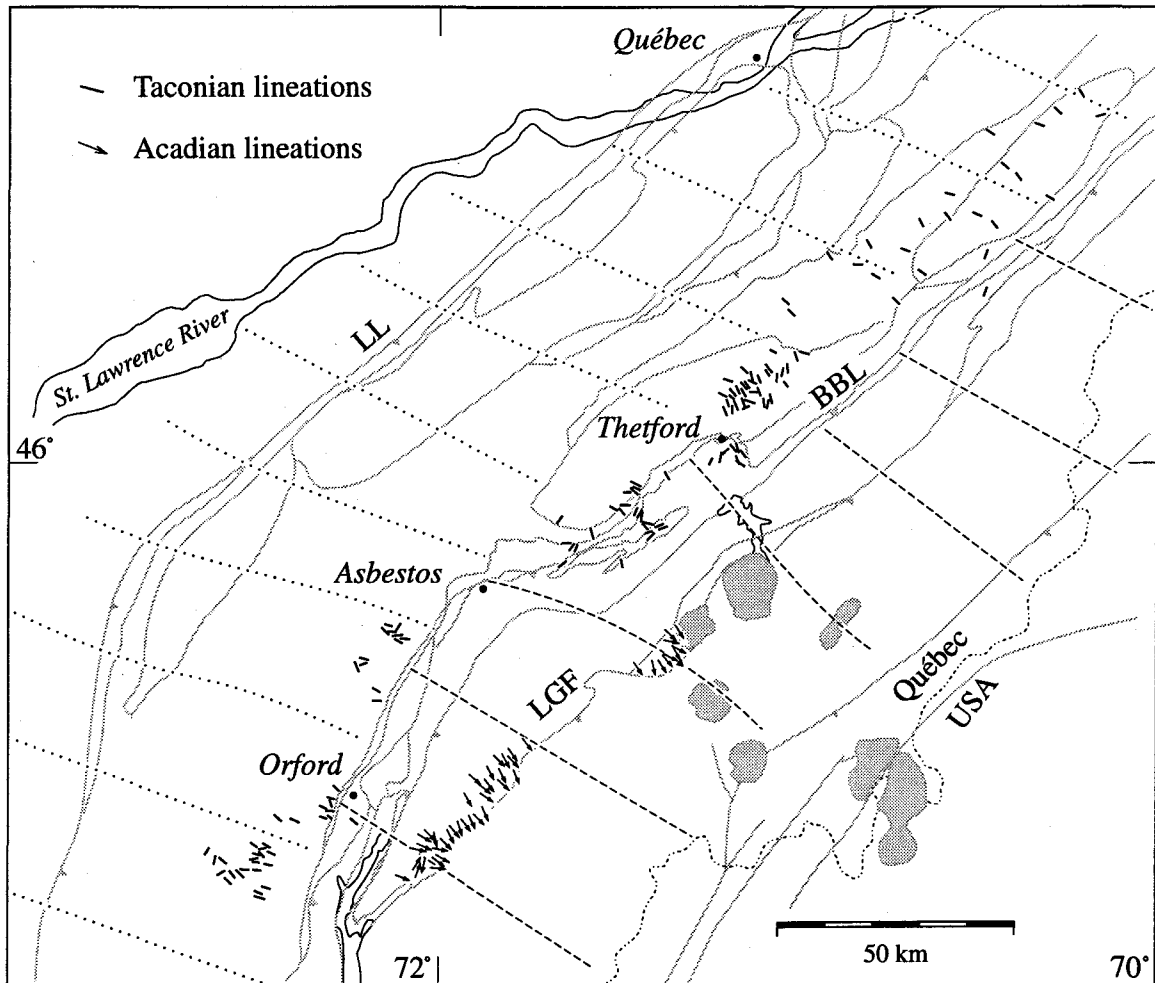 Québec
Taconian lineations
Acadian lineations
St. Lawrence River
LL
BBL
Thetford
46°
Asbestos
LGF
Québec
USA
Orford
50 km
72°
70°